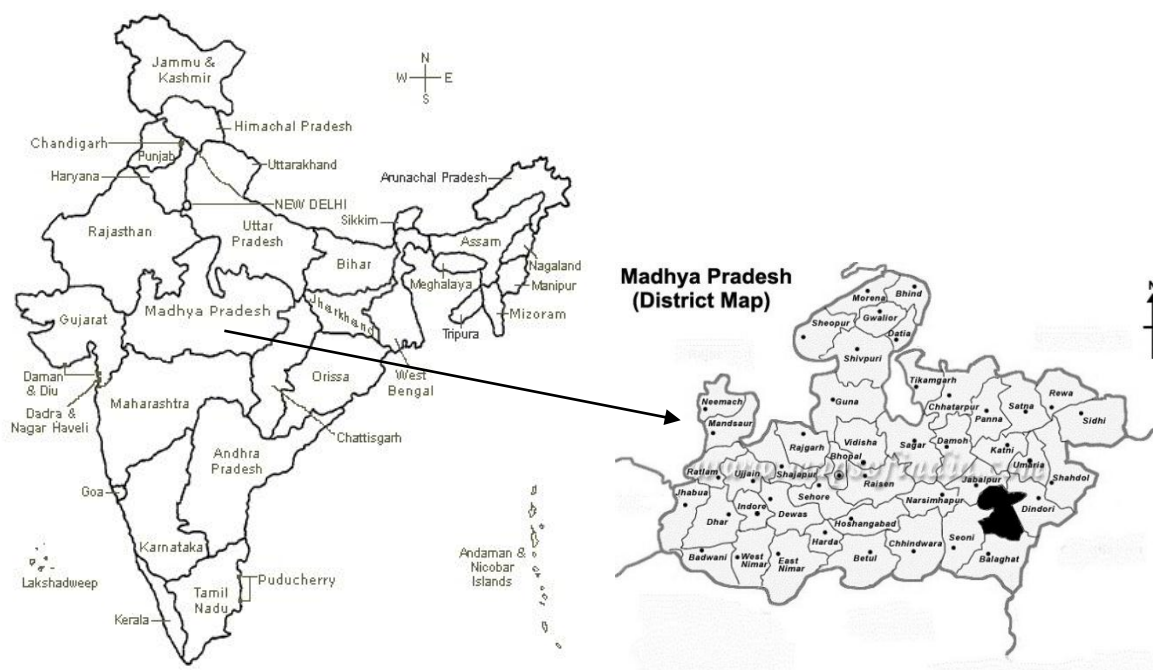 Jammu &
Kashmir
N
W E
S
Himachal Pradesh
Chandigarh
Punjab
Uttarakhand
Haryana
Arunachal Pradesh
NEW DELHI
Sikkim
Rajasthan
Uttar
Pradesh
Assam
Bihar
Nagaland
Meghalaya
Manipur
Mizoram
Tripura
Jharkhand
Gujarat
Madhya Pradesh
West
Bengal
Daman
& Diu
Orissa
Dadra &
Nagar Haveli
Maharashtra
Chattisgarh
Andhra
Pradesh
Goa
Karnataka
Andaman &
Nicobar
Islands
Lakshadweep
Puducherry
Tamil
Nadu
Kerala
Madhya Pradesh
(District Map)
N
Morena
Bhind
Gwalior
Sheopur
Datia
Shivpuri
Tikamgarh
Neemach
Guna
Chhatarpur
Rewa
Panna
Satna
Sidhi
Mandsaur
Rajgarh
Vidisha
Sagar
Damoh
Katni
Bhopal
Umaria
Ratlam
Ujjain
Shajapur
Raisen
Jabalpur
Shahdol
Jhabua
Sehore
Narsimhapur
Dindori
Indore
Dewas
Dhar
Hoshangabad
Harda
Seoni
Badwani
West
Nimar
East
Nimar
Betul
Chhindwara
Balaghat